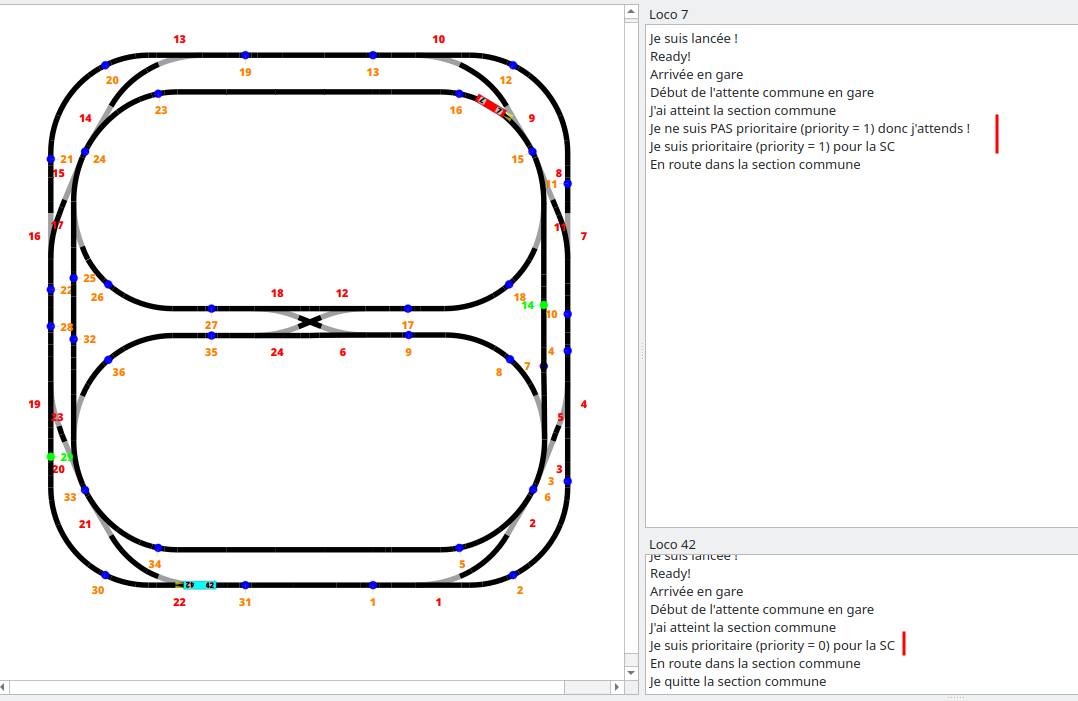 Loco 7
Je suis lancée !
Ready!
Arrivée en gare
Début de l'attente commune en gare
J'ai atteint la section commune
Je ne suis PAS prioritaire (priority = 1) donc j'attends !
Je suis prioritaire (priority = 1) pour la SC
En route dans la section commune
Loco 42
Je suis lancée !
Ready!
Arrivée en gare
Début de l'attente commune en gare
J'ai atteint la section commune
Je suis prioritaire (priority = 0) pour la SC
En route dans la section commune
Je quitte la section commune
13 10
20 19 13 12
23 16
14 9
21 24 15
15 8
11
17 11
16 7
25
26 22 18
18 12 14
10
27 17
28 32 4
35 24 6 9
36 8 7
19 4
23 5
29
20 3
33 3 6
21 2
34 5
30 31 1 2
22 1
42